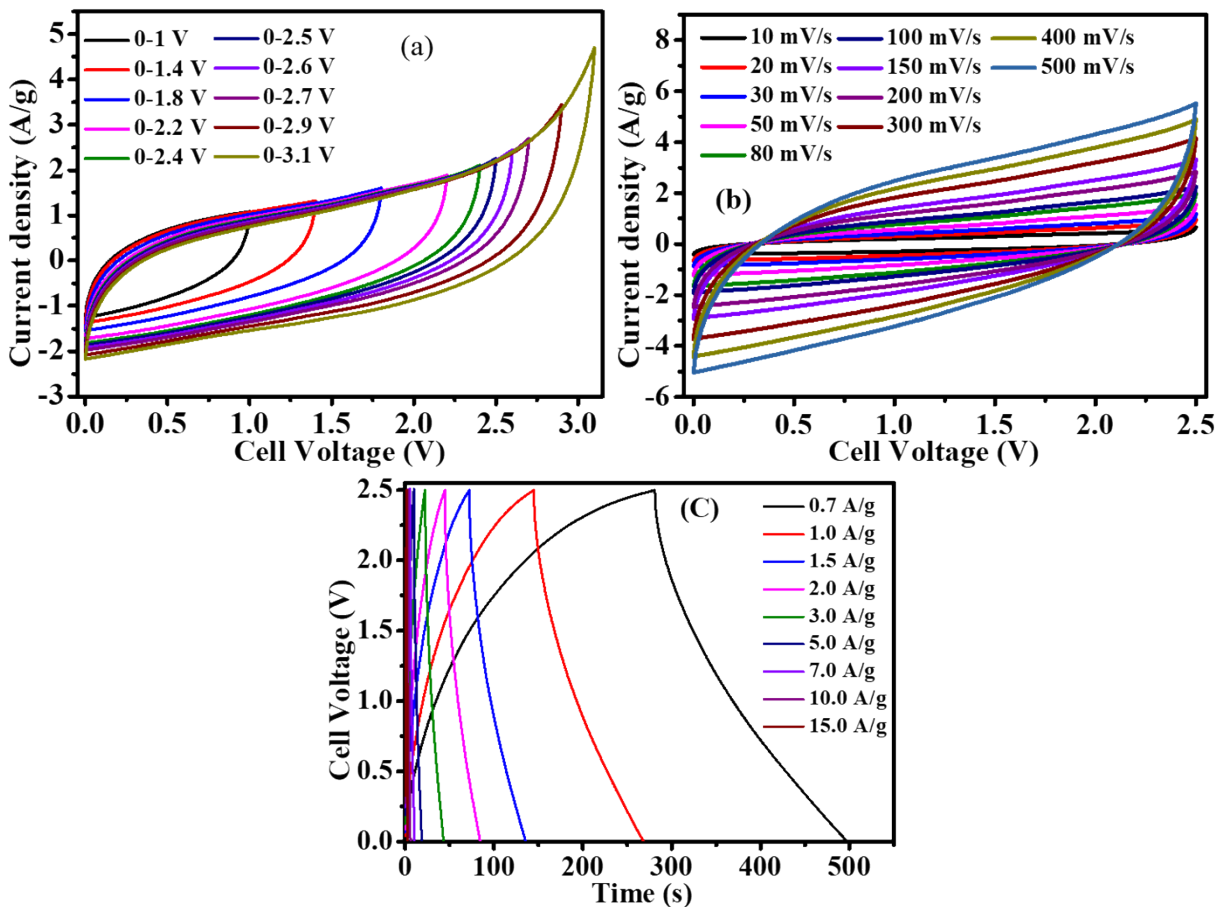 (a)
0-1 V
0-1.4 V
0-1.8 V
0-2.2 V
0-2.4 V
0-2.5 V
0-2.6 V
0-2.7 V
0-2.9 V
0-3.1 V
5
4
3
2
1
0
-1
-2
-3
Current density (A/g)
0.0 0.5 1.0 1.5 2.0 2.5 3.0
Cell Voltage (V)
(b)
10 mV/s
20 mV/s
30 mV/s
50 mV/s
80 mV/s
100 mV/s
150 mV/s
200 mV/s
300 mV/s
400 mV/s
500 mV/s
8
6
4
2
0
-2
-4
-6
Current density (A/g)
0.0 0.5 1.0 1.5 2.0 2.5
Cell Voltage (V)
(C)
0.7 A/g
1.0 A/g
1.5 A/g
2.0 A/g
3.0 A/g
5.0 A/g
7.0 A/g
10.0 A/g
15.0 A/g
2.5
2.0
1.5
1.0
0.5
0.0
Cell Voltage (V)
0 100 200 300 400 500
Time (s)